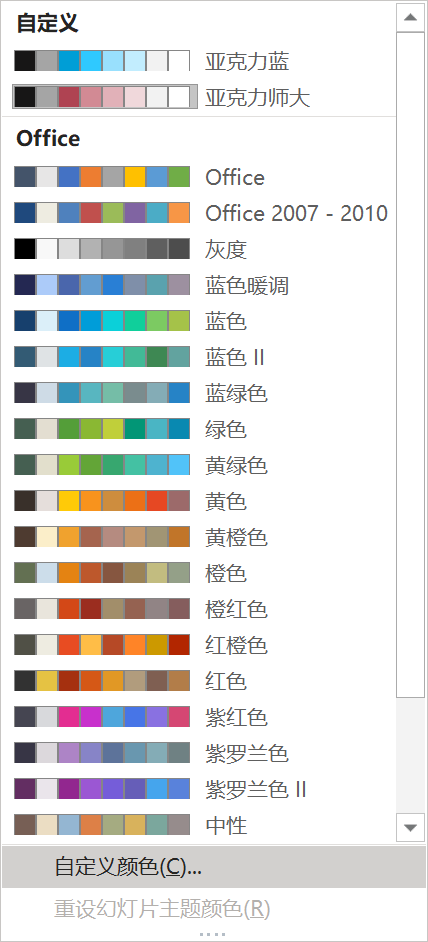 自定义
亚克力蓝
亚克力师大
Office
Office
Office 2007 - 2010
灰度
蓝色暖调
蓝色
蓝色 II
蓝绿色
绿色
黄绿色
黄色
黄橙色
橙色
橙红色
红橙色
红色
紫红色
紫罗兰色
紫罗兰色 II
中性
自定义颜色(C)...
重设幻灯片主题颜色(R)